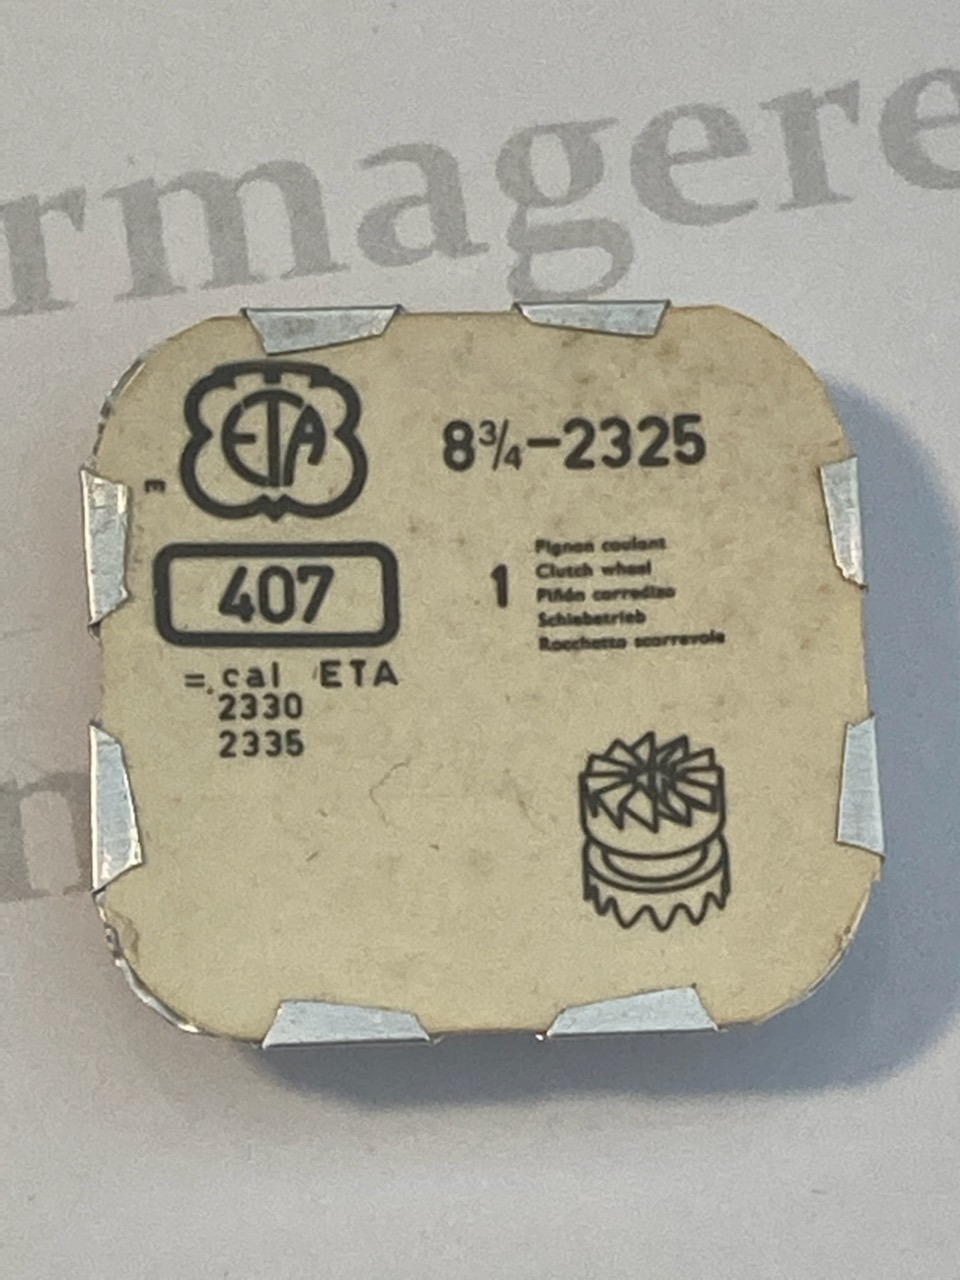 rmagere
ETA
8¾-2325
E
407
1
Pignon coulant
Clutch wheel
Piñón corredizo
Schiebetrieb
Rocchetto scorrevole
=.cal ETA
2330
2335
n